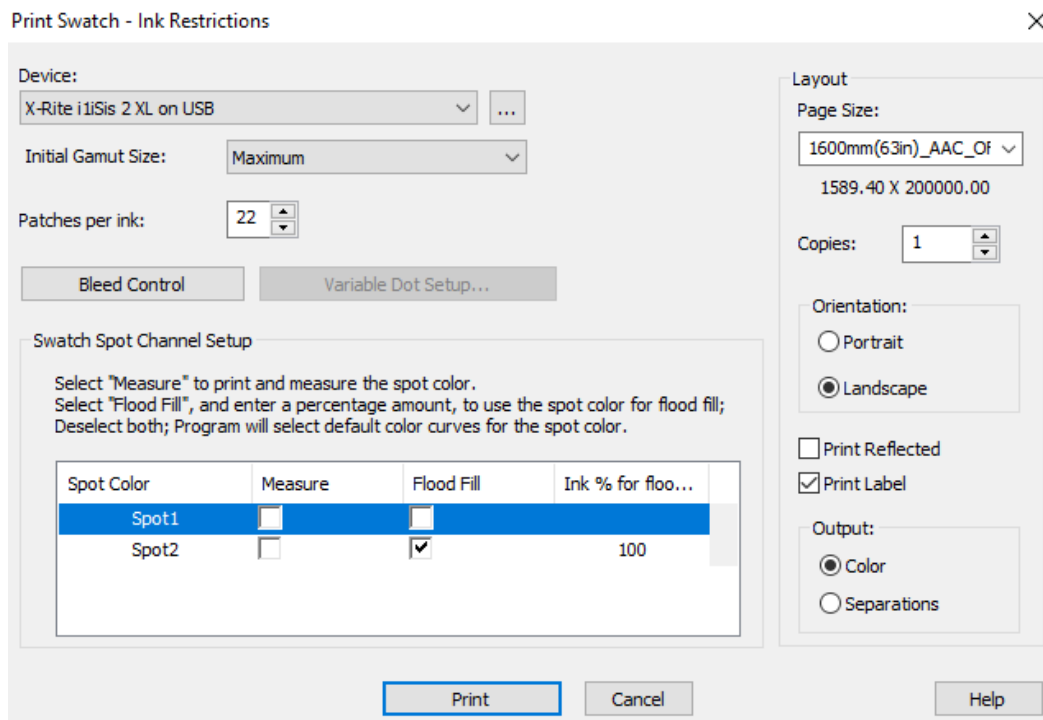 Print Swatch - Ink Restrictions
Device:
X-Rite i1iSis 2 XL on USB
...
Initial Gamut Size:
Maximum
Patches per ink:
22
Bleed Control
Variable Dot Setup...
Swatch Spot Channel Setup
Select "Measure" to print and measure the spot color.
Select "Flood Fill", and enter a percentage amount, to use the spot color for flood fill;
Deselect both; Program will select default color curves for the spot color.
Spot Color Measure Flood Fill Ink % for floo...
Spot1
Spot2 100
Layout
Page Size:
1600mm(63in)_AAC_OF
1589.40 X 200000.00
Copies:
1
Orientation:
Portrait
Landscape
Print Reflected
Print Label
Output:
Color
Separations
Print
Cancel
Help